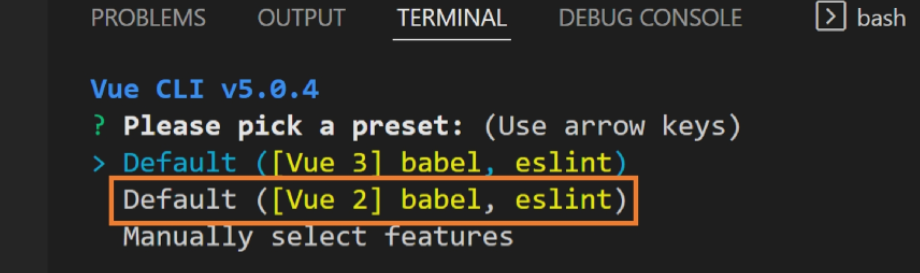 PROBLEMS OUTPUT TERMINAL DEBUG CONSOLE bash
Vue CLI v5.0.4
? Please pick a preset: (Use arrow keys)
> Default ([Vue 3] babel, eslint)
Default ([Vue 2] babel, eslint)
Manually select features